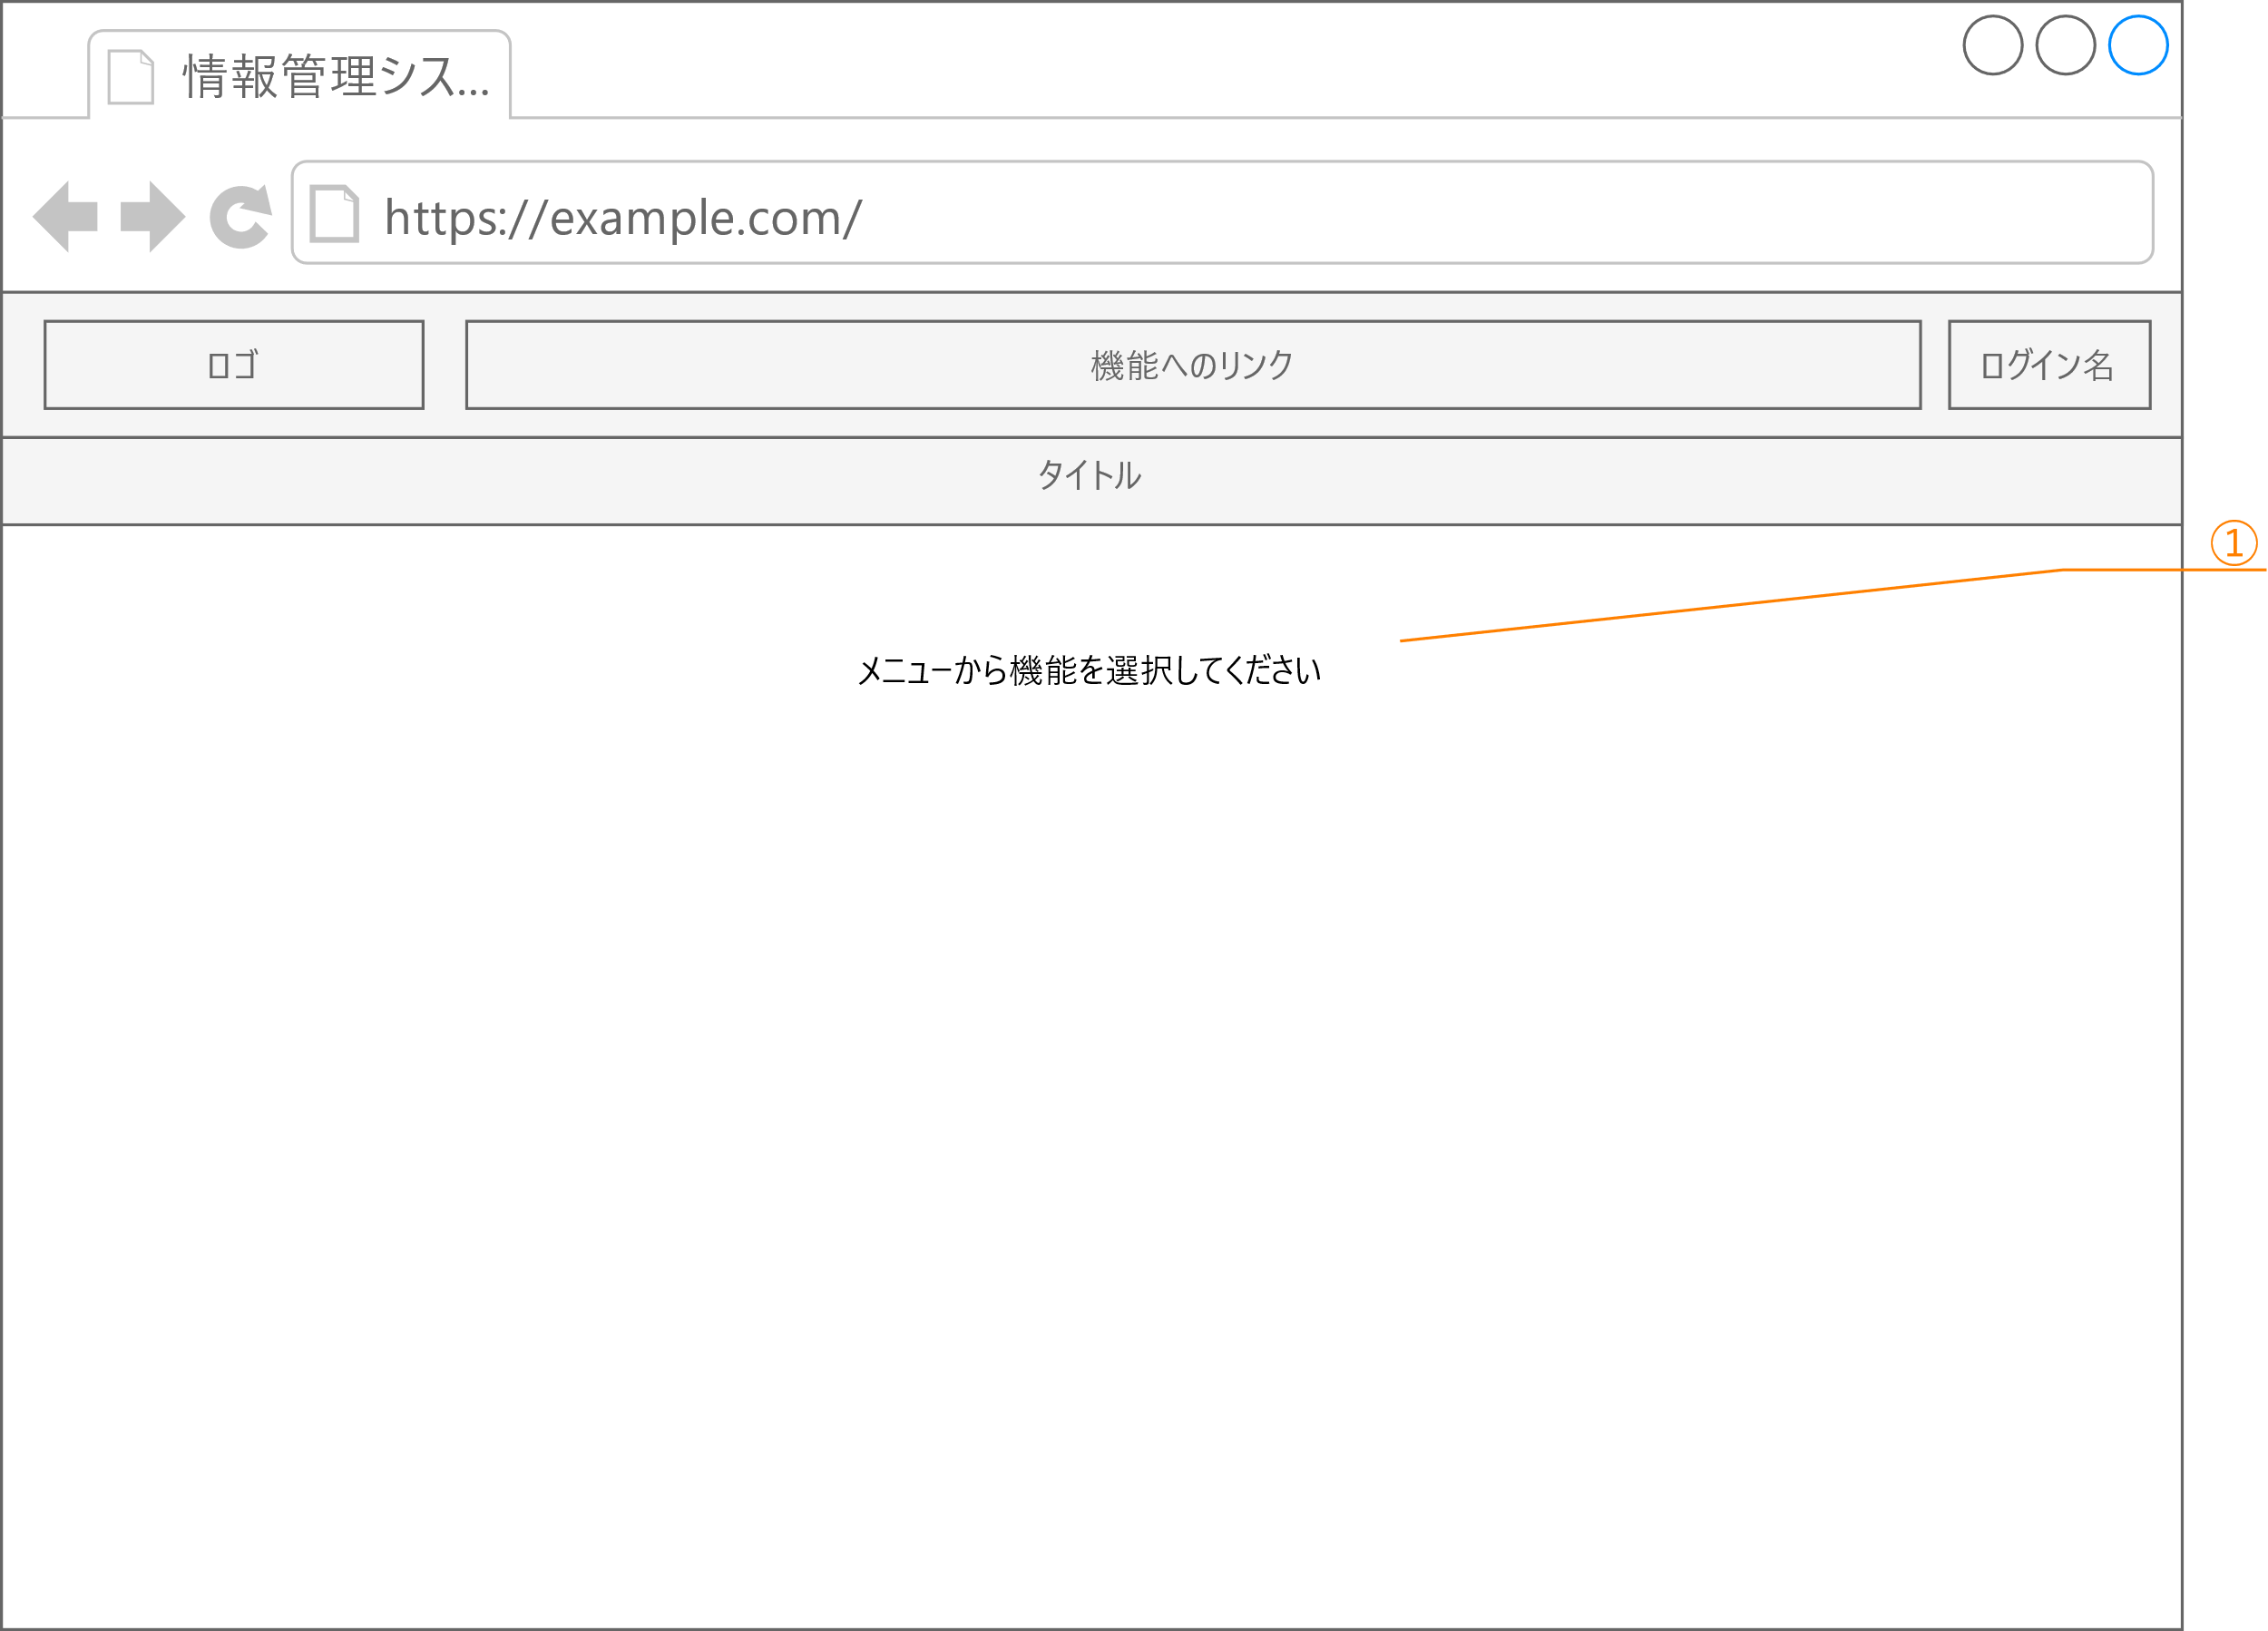 情報管理シス...
https://example.com/
ロゴ
機能へのリンク
ログイン名
タイトル
①
メニューから機能を選択してください